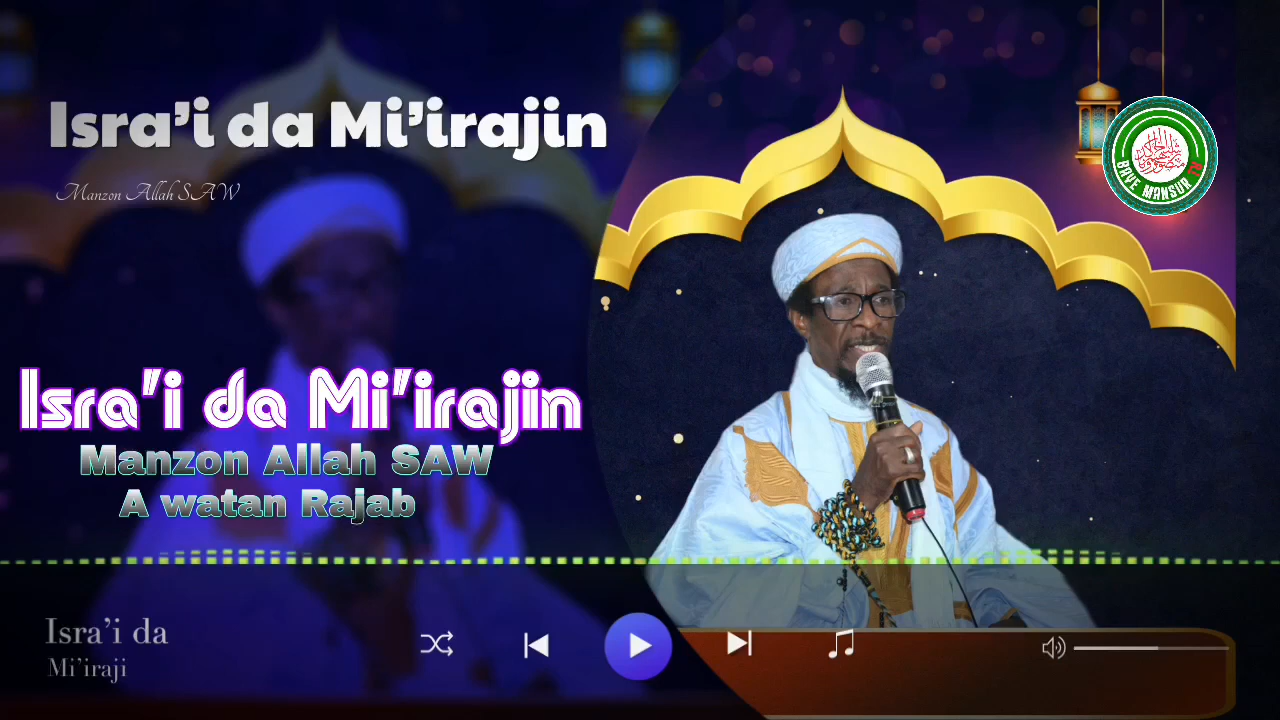 Isra'i da Mi'irajin
Manzon Allah SAW
BAYE MANSUR TV
Isra'i da Mi'irajin
Manzon Allah SAW
A watan Rajab
Isra'i da
Mi'iraji